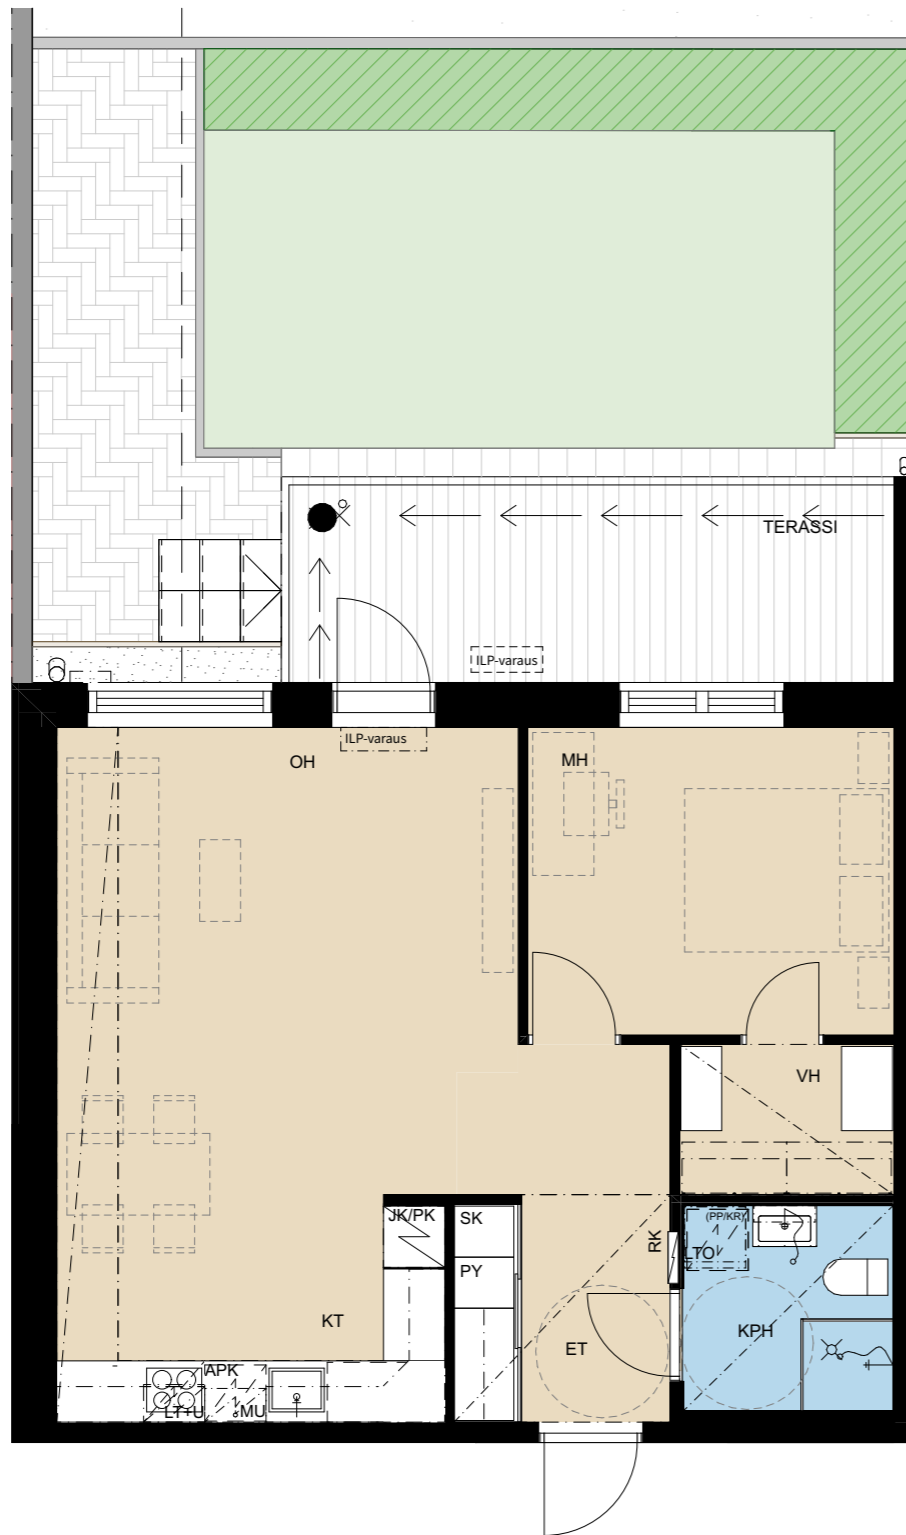 TERASSI
ILP-varaus
ILP-varaus
OH
MH
VH
JK/PK
SK
(PP/KR)
RK
LTO
PY
KT
KPH
ET
APK
LT+U
MU